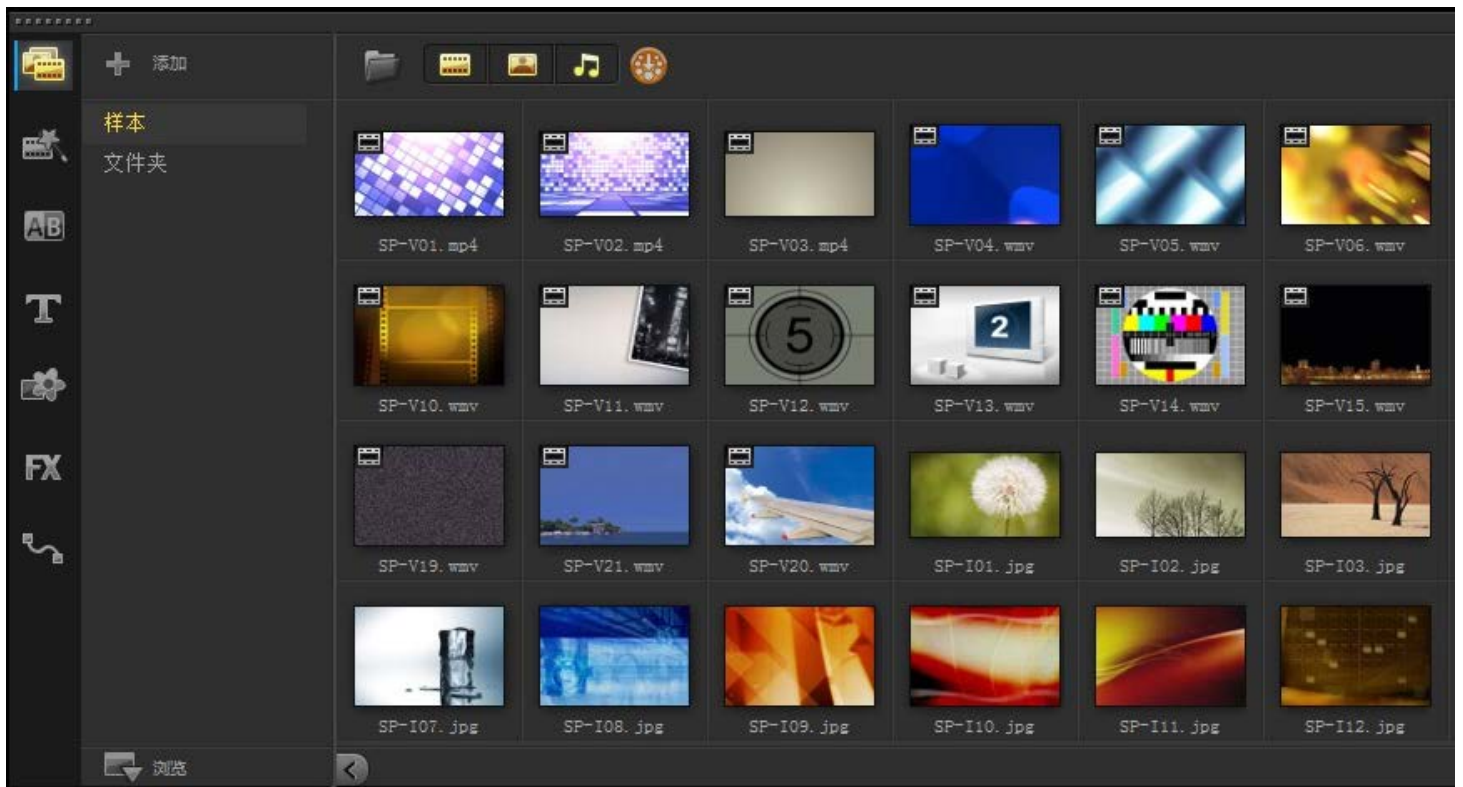 添加
样本
文件夹
AB
T
FX
SP-V01.mp4 SP-V02.mp4 SP-V03.mp4 SP-V04.wmv SP-V05.wmv SP-V06.wmv
5
2
SP-V10.wmv SP-V11.wmv SP-V12.wmv SP-V13.wmv SP-V14.wmv SP-V15.wmv
SP-V19.wmv SP-V21.wmv SP-V20.wmv SP-I01.jpg SP-I02.jpg SP-I03.jpg
SP-I07.jpg SP-I08.jpg SP-I09.jpg SP-I10.jpg SP-I11.jpg SP-I12.jpg
浏览